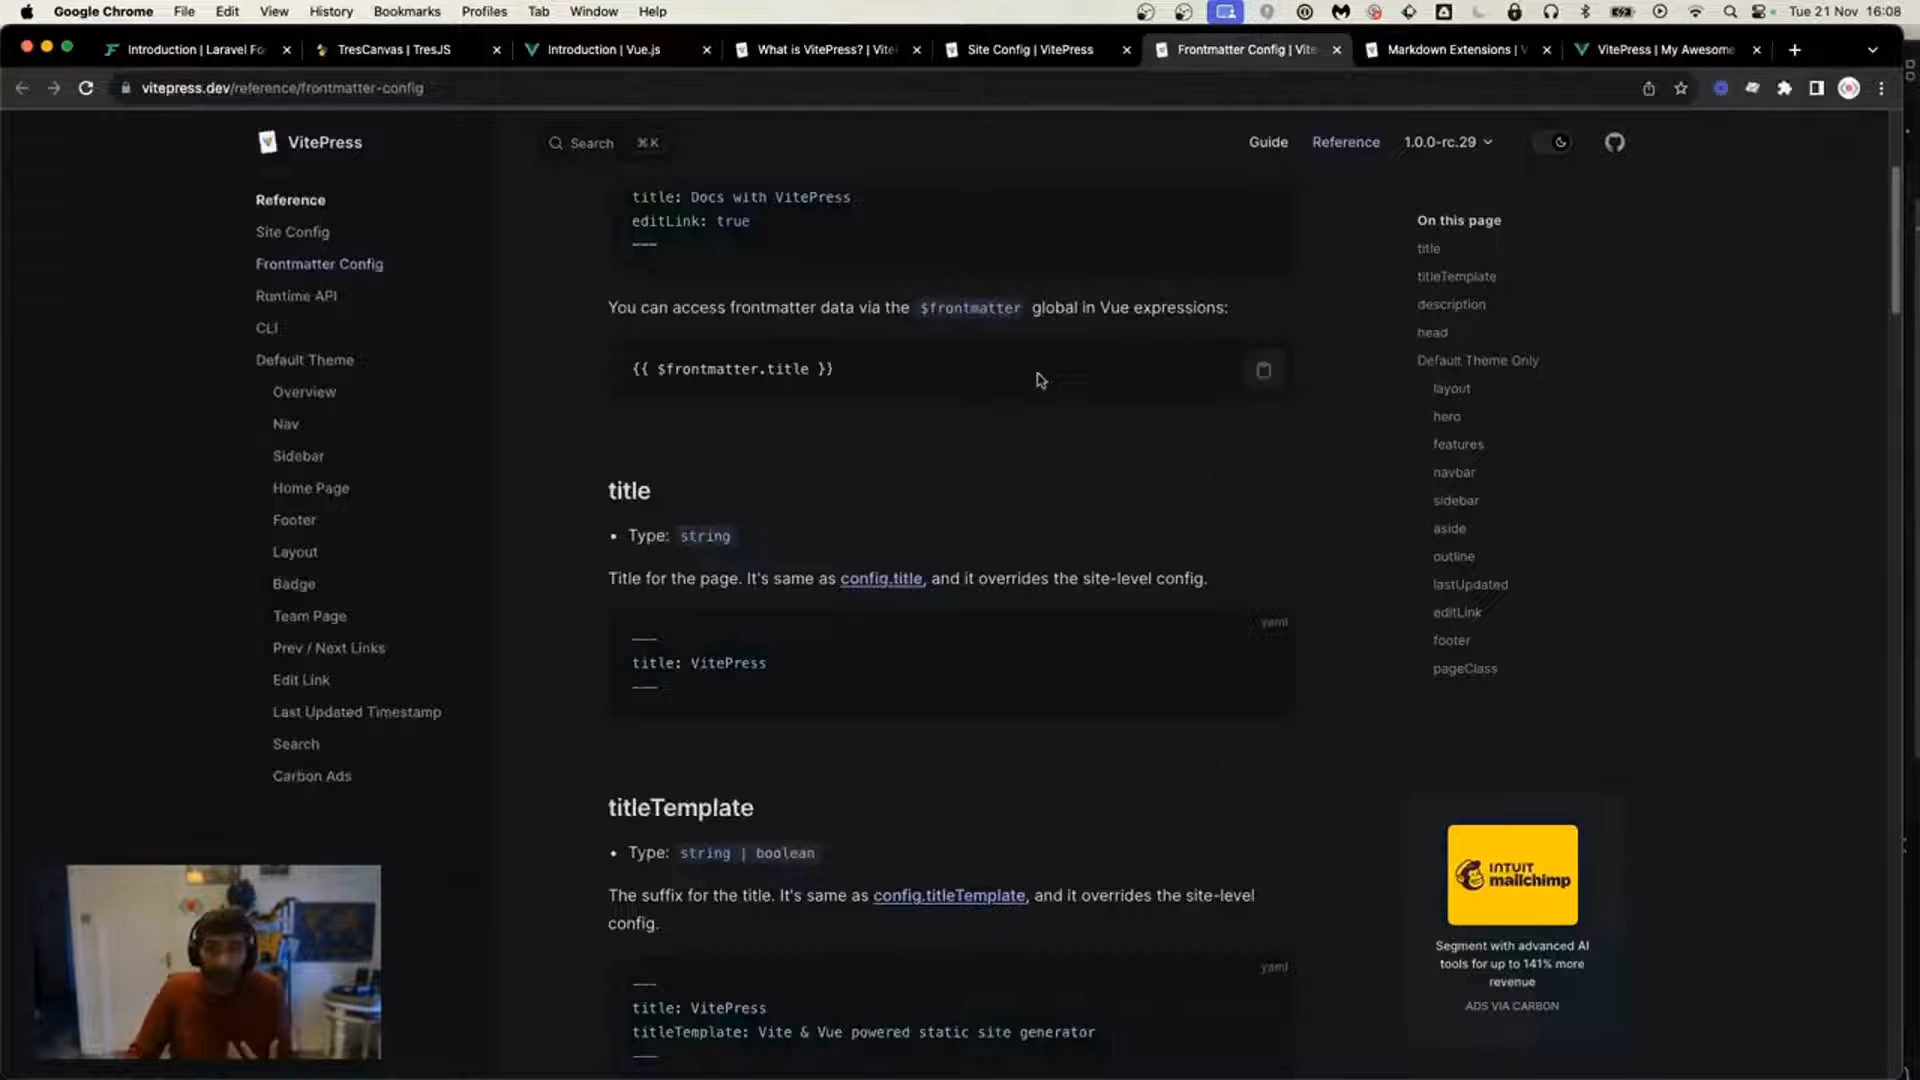 Google Chrome File Edit View History Bookmarks Profiles Tab Window Help Tue 21 Nov 16:08
Introduction | Laravel Fo TresCanvas | TresJS Introduction | Vue.js What is VitePress? | Vite Site Config | VitePress Frontmatter Config | Vite Markdown Extensions | V VitePress | My Awesome
vitepress.dev/reference/frontmatter-config
VitePress
Search ⌘K
Guide Reference 1.0.0-rc.29
Reference
Site Config
Frontmatter Config
Runtime API
CLI
Default Theme
Overview
Nav
Sidebar
Home Page
Footer
Layout
Badge
Team Page
Prev / Next Links
Edit Link
Last Updated Timestamp
Search
Carbon Ads
title: Docs with VitePress
editLink: true
---
You can access frontmatter data via the $frontmatter global in Vue expressions:
{{ $frontmatter.title }}
title
• Type: string
Title for the page. It's same as config.title, and it overrides the site-level config.
yaml
---
title: VitePress
---
titleTemplate
• Type: string | boolean
The suffix for the title. It's same as config.titleTemplate, and it overrides the site-level
config.
yaml
---
title: VitePress
titleTemplate: Vite & Vue powered static site generator
---
On this page
title
titleTemplate
description
head
Default Theme Only
layout
hero
features
navbar
sidebar
aside
outline
lastUpdated
editLink
footer
pageClass
INTUIT
mailchimp
Segment with advanced AI
tools for up to 141% more
revenue
ADS VIA CARBON